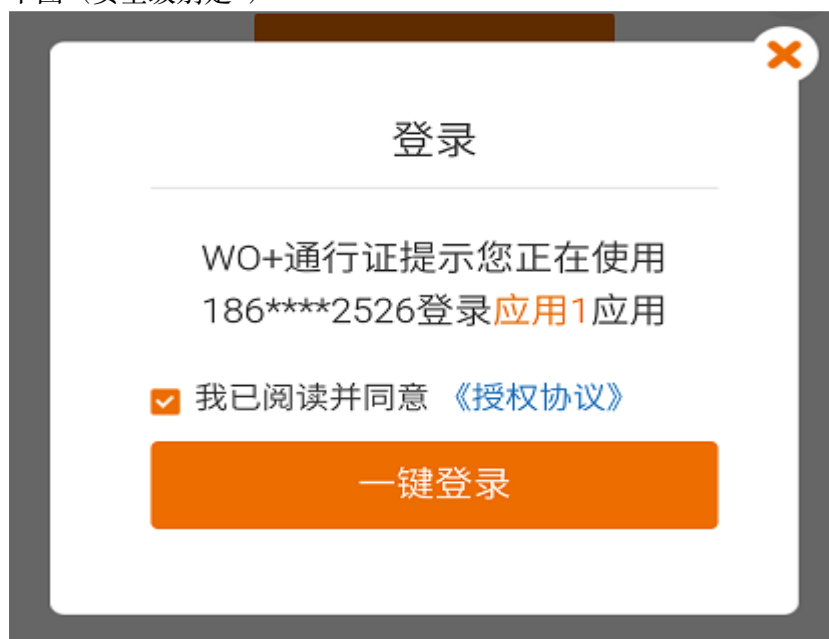 登录
WO+通行证提示您正在使用
186****2526登录应用1应用
我已阅读并同意 《授权协议》
一键登录